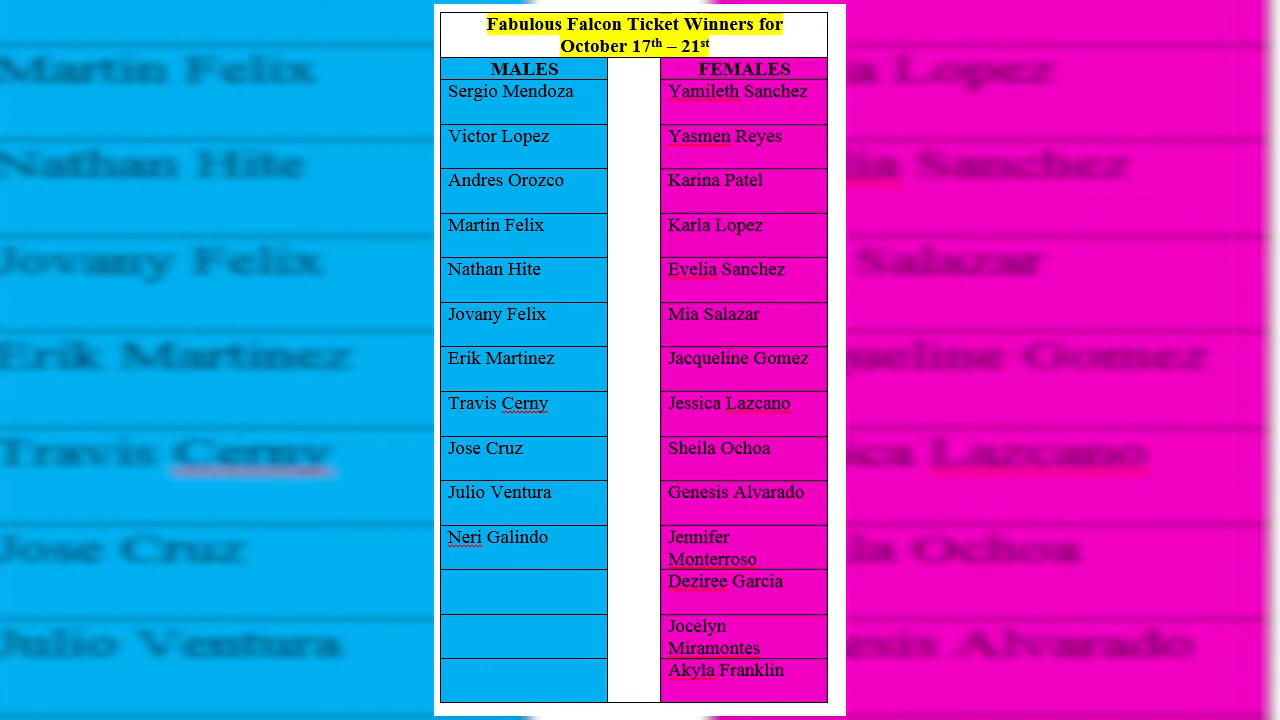 Fabulous Falcon Ticket Winners for
October 17th – 21st
MALES
FEMALES
Sergio Mendoza
Yamileth Sanchez
Victor Lopez
Yasmen Reyes
Andres Orozco
Karina Patel
Martin Felix
Karla Lopez
Nathan Hite
Evelia Sanchez
Jovany Felix
Mia Salazar
Erik Martinez
Jacqueline Gomez
Travis Cerny
Jessica Lazcano
Jose Cruz
Sheila Ochoa
Julio Ventura
Genesis Alvarado
Neri Galindo
Jennifer
Monterroso
Deziree Garcia
Jocelyn
Miramontes
Akyla Franklin